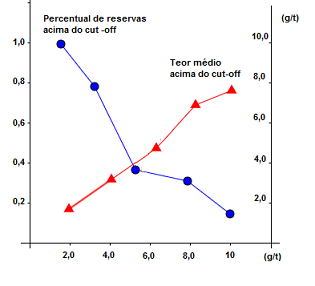 Percentual de reservas
acima do cut -off
(g/t)
1,0
10,0
Teor médio
acima do cut-off
0,8
8,0
0,6
6,0
0,4
4,0
0,2
2,0
2,0 4,0 6,0 8,0 10 (g/t)